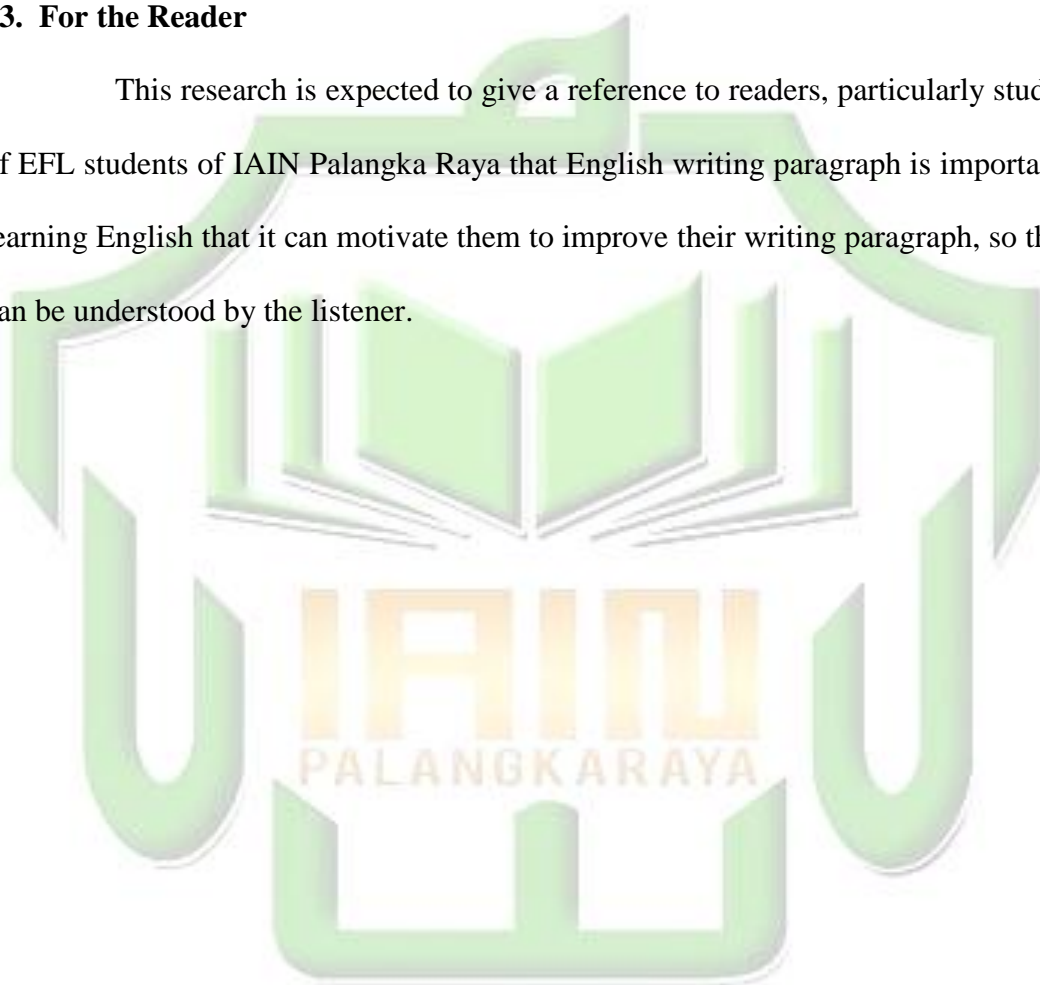 3. For the Reader
This research is expected to give a reference to readers, particularly stud
f EFL students of IAIN Palangka Raya that English writing paragraph is importa
earning English that it can motivate them to improve their writing paragraph, so th
an be understood by the listener.
IAIN
PALANGKARAYA